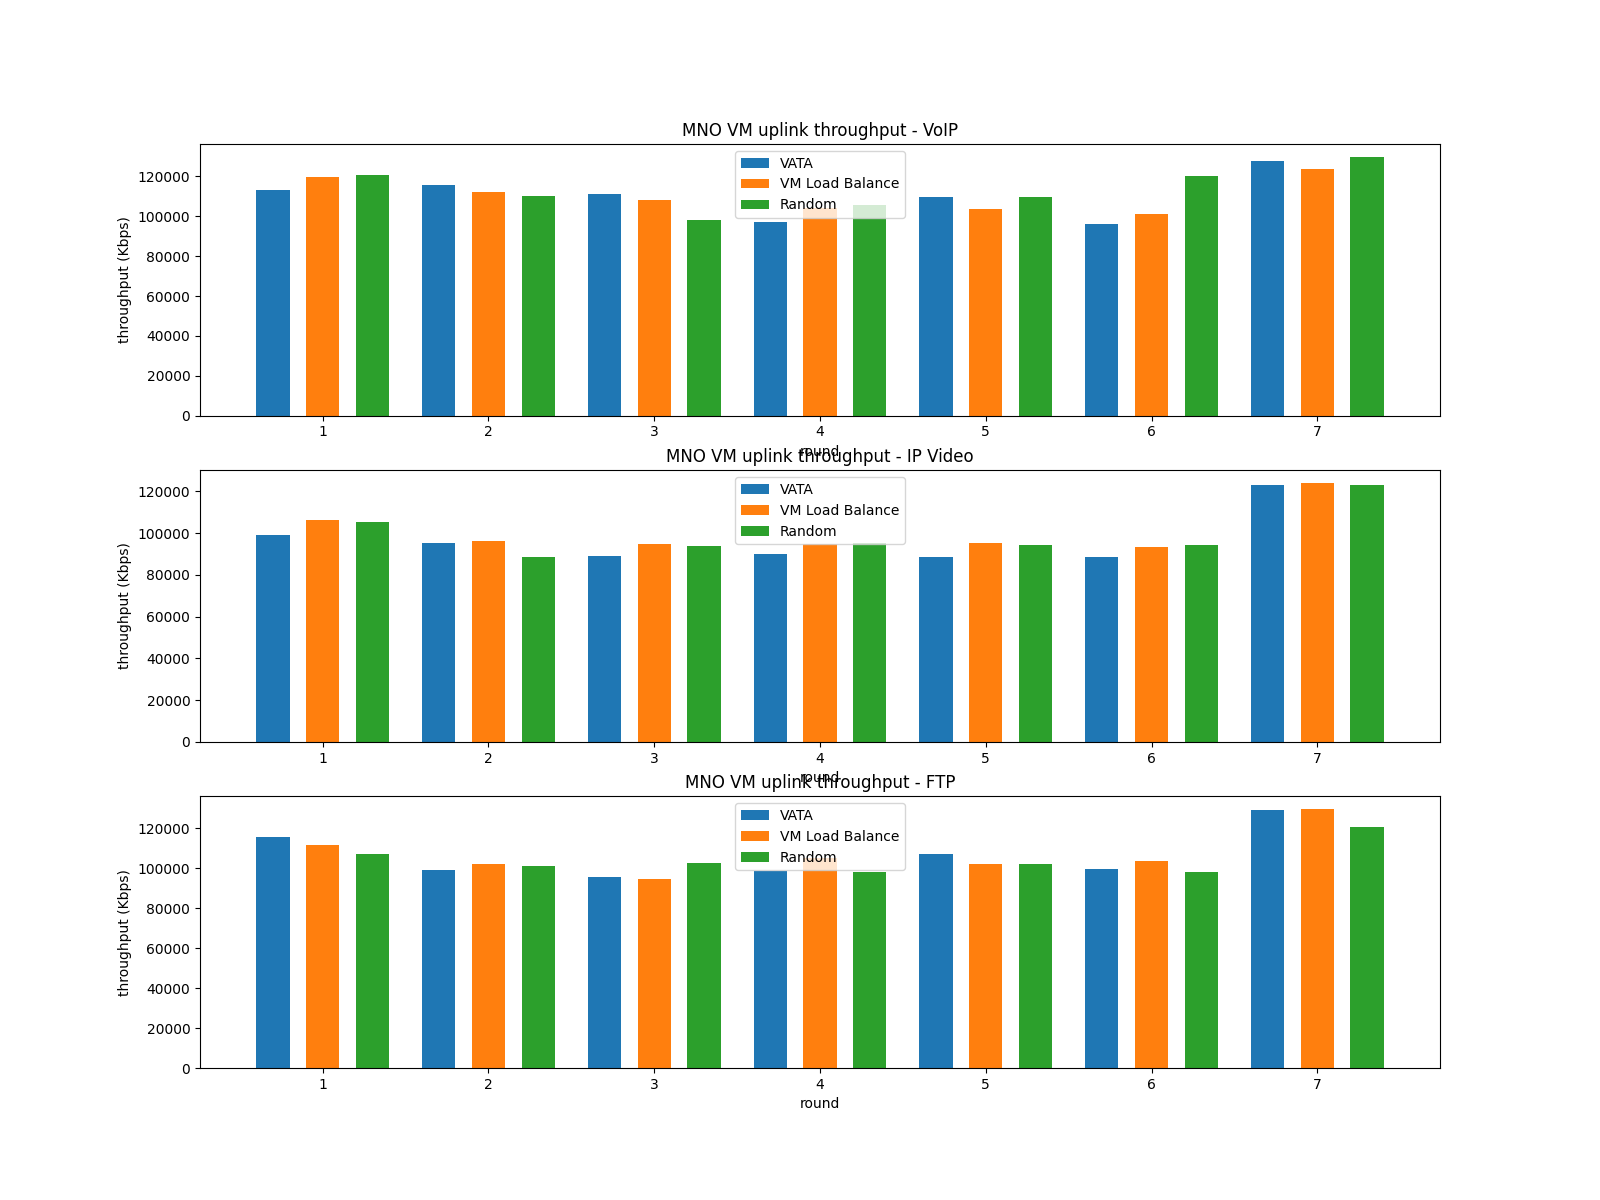 MNO VM uplink throughput - VoIP
throughput (Kbps)
120000
100000
80000
60000
40000
20000
0
VATA
VM Load Balance
Random
1 2 3 4 5 6 7
round
MNO VM uplink throughput - IP Video
throughput (Kbps)
120000
100000
80000
60000
40000
20000
0
VATA
VM Load Balance
Random
1 2 3 4 5 6 7
round
MNO VM uplink throughput - FTP
throughput (Kbps)
120000
100000
80000
60000
40000
20000
0
VATA
VM Load Balance
Random
1 2 3 4 5 6 7
round